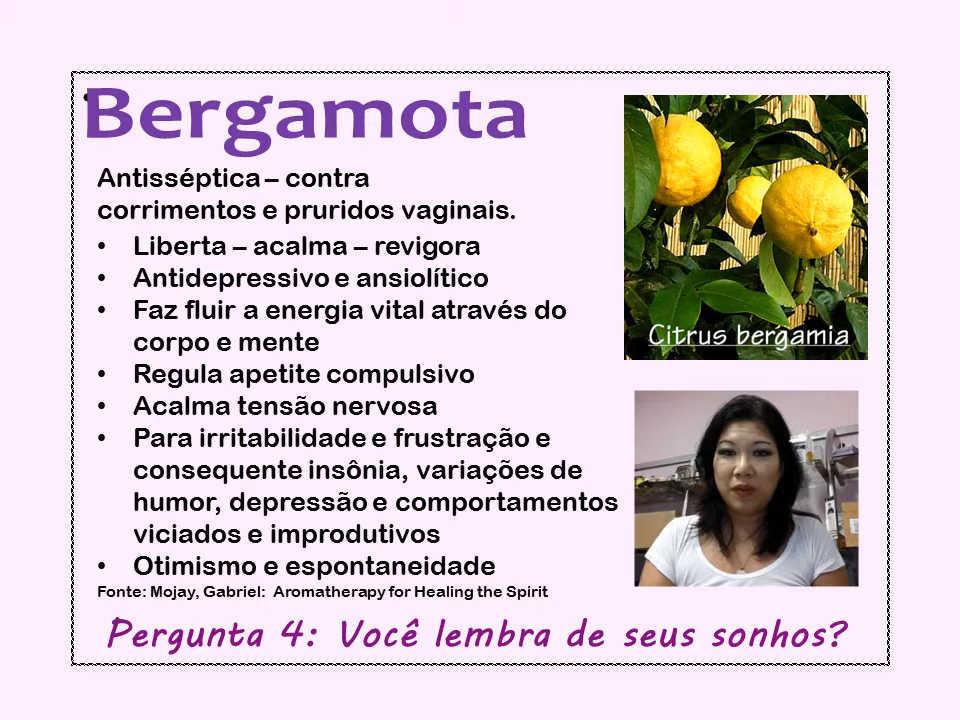 Bergamota
Antisséptica – contra
corrimentos e pruridos vaginais.
• Liberta – acalma – revigora
• Antidepressivo e ansiolítico
• Faz fluir a energia vital através do
corpo e mente
• Regula apetite compulsivo
• Acalma tensão nervosa
• Para irritabilidade e frustração e
consequente insônia, variações de
humor, depressão e comportamentos
viciados e improdutivos
• Otimismo e espontaneidade
Fonte: Mojay, Gabriel: Aromatherapy for Healing the Spirit
Citrus bergamia
Pergunta 4: Você lembra de seus sonhos?